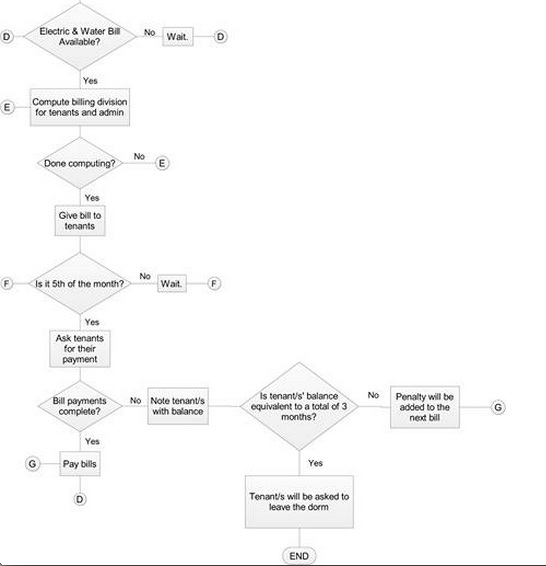 Electric & Water Bill
Available?
D
No
Wait.
D
Yes
Compute billing division
for tenants and admin
E
Done computing?
No
E
Yes
Give bill to
tenants
F
Is it 5th of the month?
No
Wait.
F
Yes
Ask tenants
for their
payment
Bill payments
complete?
No
Note tenant/s
with balance
Is tenant/s' balance
equivalent to a total of 3
months?
No
Penalty will be
added to the
next bill
G
Yes
G
Pay bills
D
Yes
Tenant/s will be asked to
leave the dorm
END